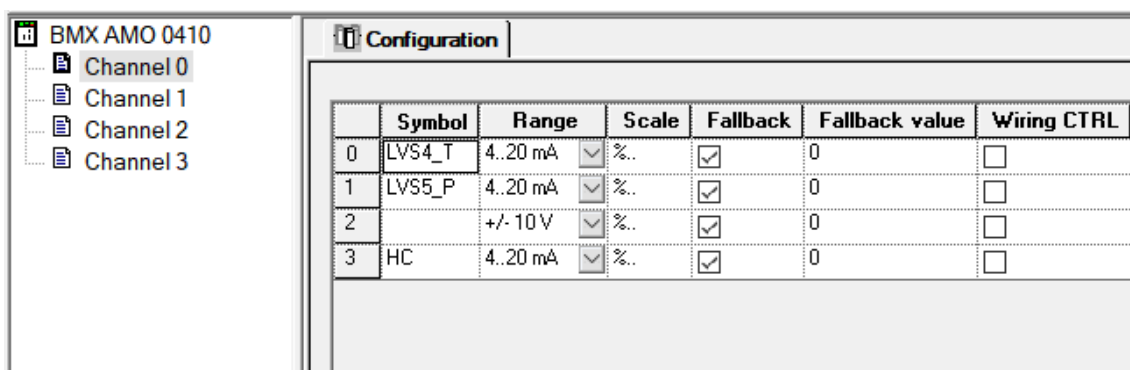 BMX AMO 0410
Channel 0
Channel 1
Channel 2
Channel 3
Configuration
Symbol Range Scale Fallback Fallback value Wiring CTRL
0 LVS4_T 4..20 mA %.. 0
1 LVS5_P 4..20 mA %.. 0
2 +/- 10 V %.. 0
3 HC 4..20 mA %.. 0